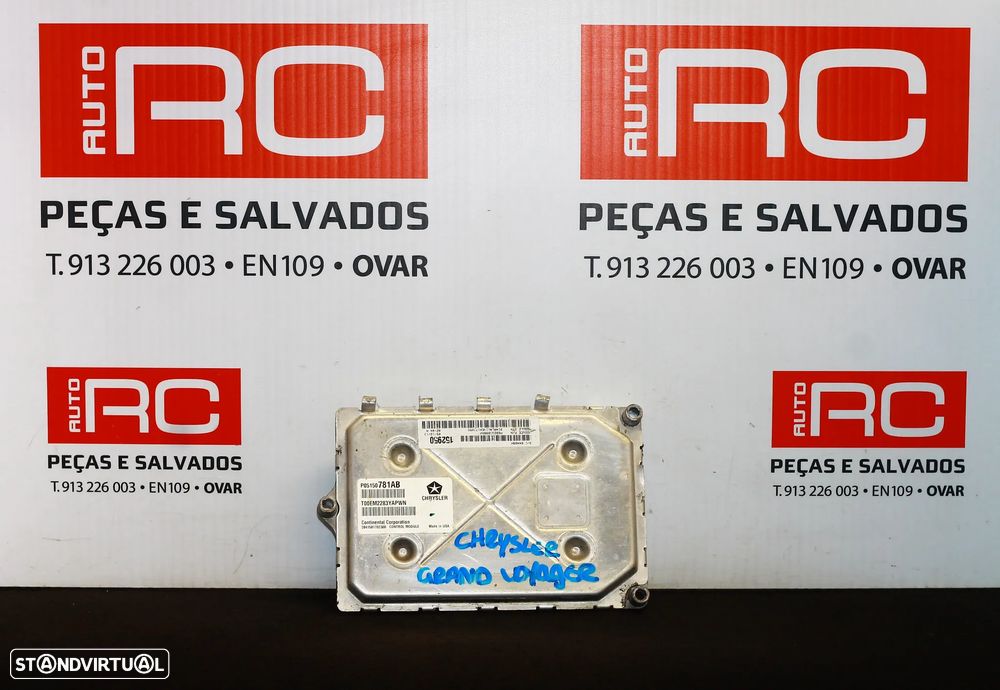 AUTO RC
PEÇAS E SALVADOS
T. 913 226 003 • EN109 • OVAR
AUTO RC
PEÇAS E SALVADOS
T. 913 226 003 • EN109 • OVAR
AUTO RC
PEÇAS E SALVADOS
T. 913 226 003 • EN109 • OVAR
AUTO RC
PEÇAS E SALVADOS
T. 913 226 003 • EN109 • OVAR
152950
P05150781AB
T00EM2283YAPWN
CHRYSLER
Continental Corporation
CONTROL MODULE Made in USA
CHRYSLER
GRAND VOYAGER
STANDVIRTUAL